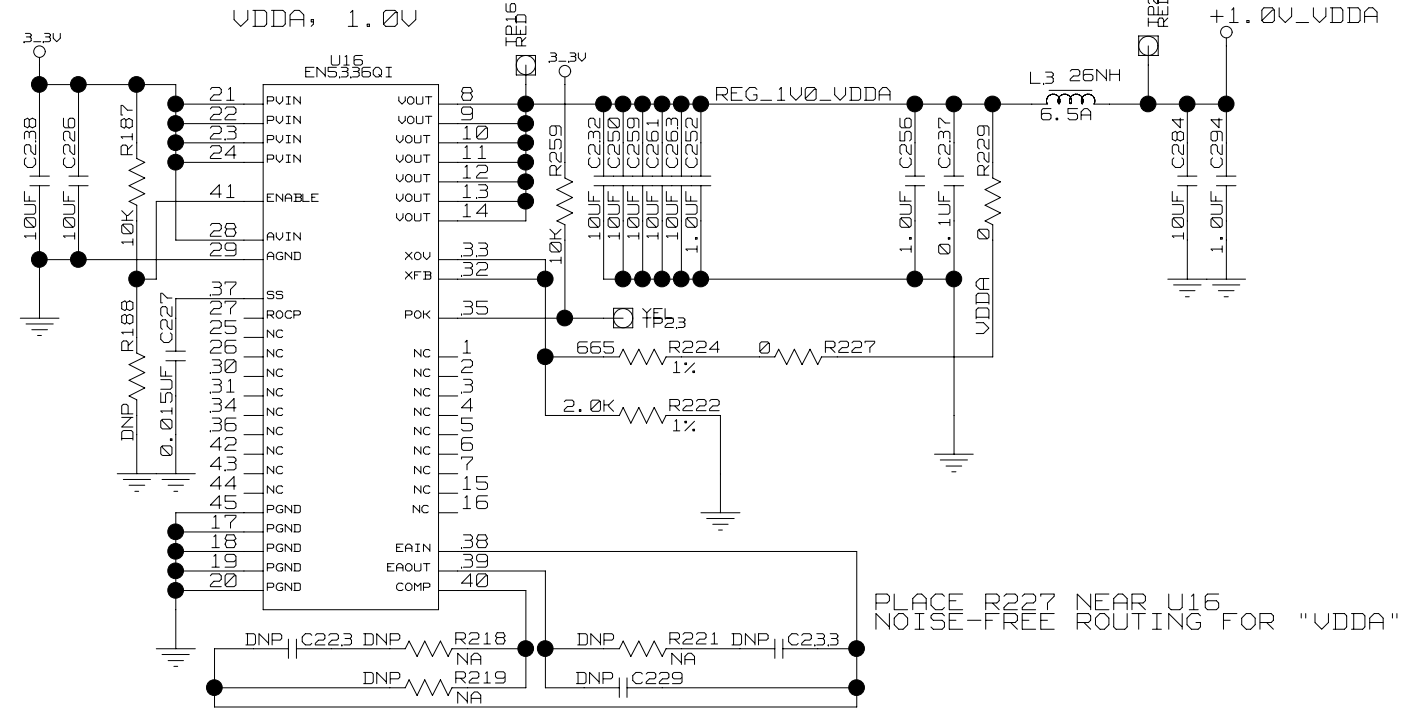 VDDA, 1.0V
3_3V
U16
EN5336QI
TP16
RED
3_3V
RED
+1.0V_VDDA
REG_1V0_VDDA
L3 26NH
6.5A
C238
10UF
C226
10UF
R187
10K
R188
DNP
C227
0.015UF
21 PVIN
22 PVIN
23 PVIN
24 PVIN
41 ENABLE
28 AVIN
29 AGND
37 SS
27 ROCP
25 NC
26 NC
30 NC
31 NC
34 NC
36 NC
42 NC
43 NC
44 NC
45 PGND
17 PGND
18 PGND
19 PGND
20 PGND
VOUT 8
VOUT 9
VOUT 10
VOUT 11
VOUT 12
VOUT 13
VOUT 14
XOV 33
XFB 32
POK 35
NC 1
NC 2
NC 3
NC 4
NC 5
NC 6
NC 7
NC 15
NC 16
EAIN 38
EAOUT 39
COMP 40
R259
10K
C232
10UF
C250
10UF
C259
10UF
C261
10UF
C263
10UF
C252
1.0UF
C256
1.0UF
C237
0.1UF
R229
0
VDDA
C284
10UF
C294
1.0UF
YEL
TP23
665 R224
1%
0 R227
2.0K R222
1%
PLACE R227 NEAR U16
NOISE-FREE ROUTING FOR "VDDA"
DNP C223 DNP R218
NA
DNP R221 DNP C233
NA
DNP R219
NA
DNP C229